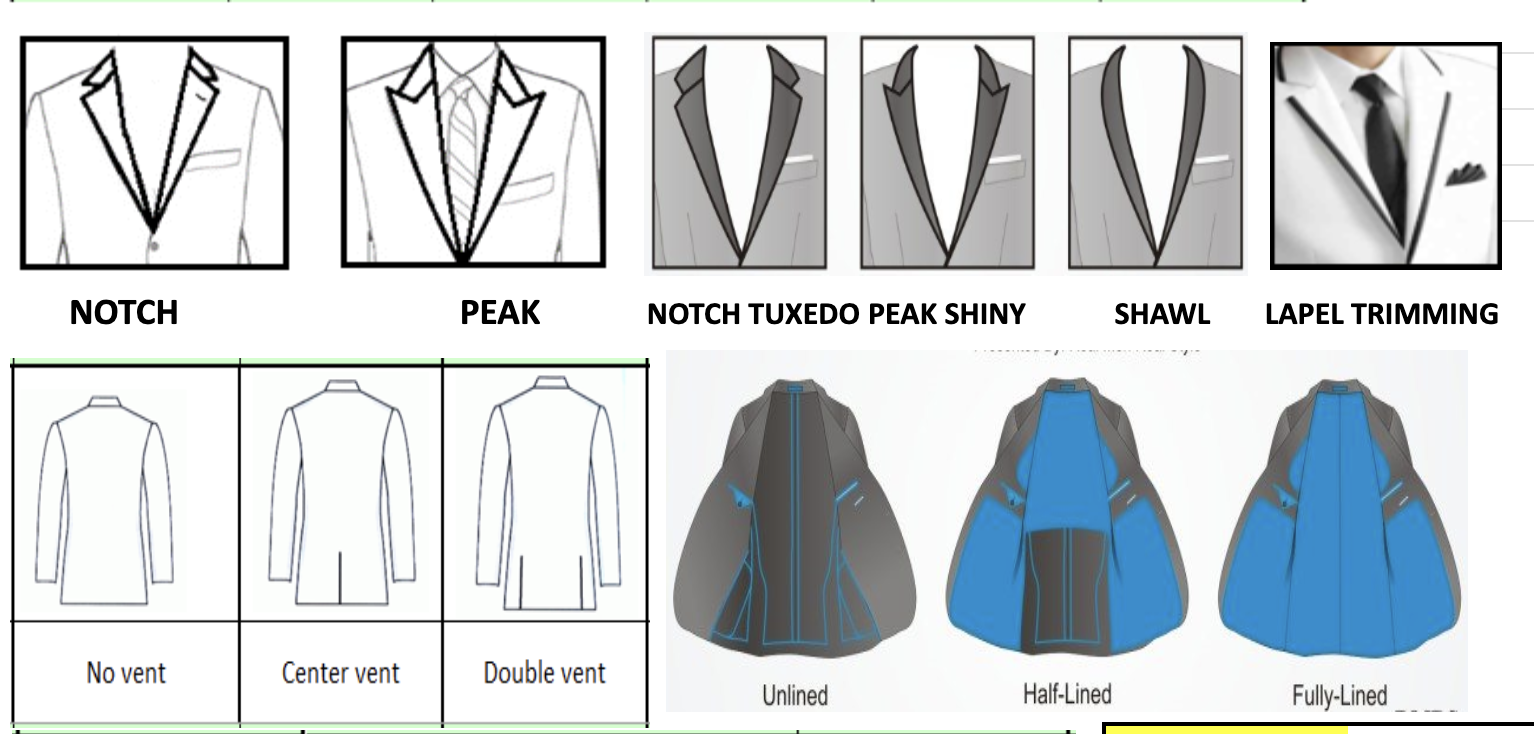 NOTCH
PEAK
NOTCH TUXEDO
PEAK SHINY
SHAWL
LAPEL TRIMMING
No vent
Center vent
Double vent
Unlined
Half-Lined
Fully-Lined